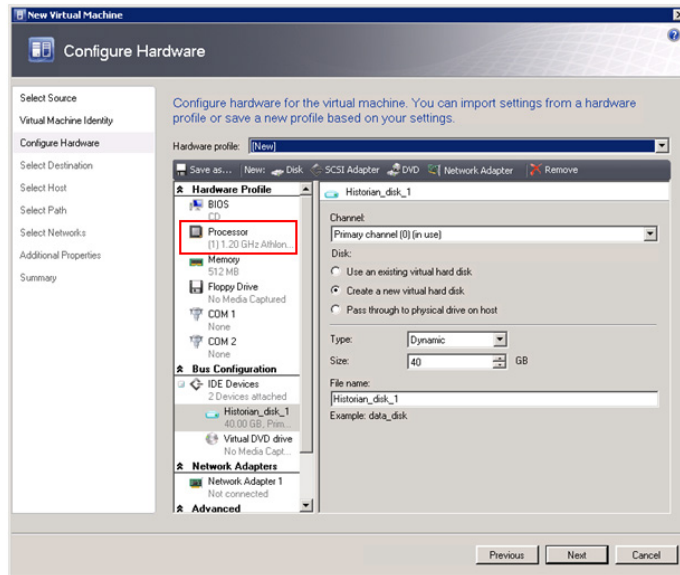 New Virtual Machine
Configure Hardware
Select Source
Virtual Machine Identity
Configure Hardware
Select Destination
Select Host
Select Path
Select Networks
Additional Properties
Summary
Configure hardware for the virtual machine. You can import settings from a hardware
profile or save a new profile based on your settings.
Hardware profile: [New]
Save as... New: Disk SCSI Adapter DVD Network Adapter Remove
Hardware Profile
BIOS
CD
Processor
(1) 1.20 GHz Athlon...
Memory
512 MB
Floppy Drive
No Media Captured
COM 1
None
COM 2
None
Bus Configuration
IDE Devices
2 Devices attached
Historian_disk_1
40.00 GB, Prim...
Virtual DVD drive
No Media Capt...
Network Adapters
Network Adapter 1
Not connected
Advanced
Historian_disk_1
Channel:
Primary channel (0) (in use)
Disk:
Use an existing virtual hard disk
Create a new virtual hard disk
Pass through to physical drive on host
Type: Dynamic
Size: 40 GB
File name:
Historian_disk_1
Example: data_disk
Previous Next Cancel